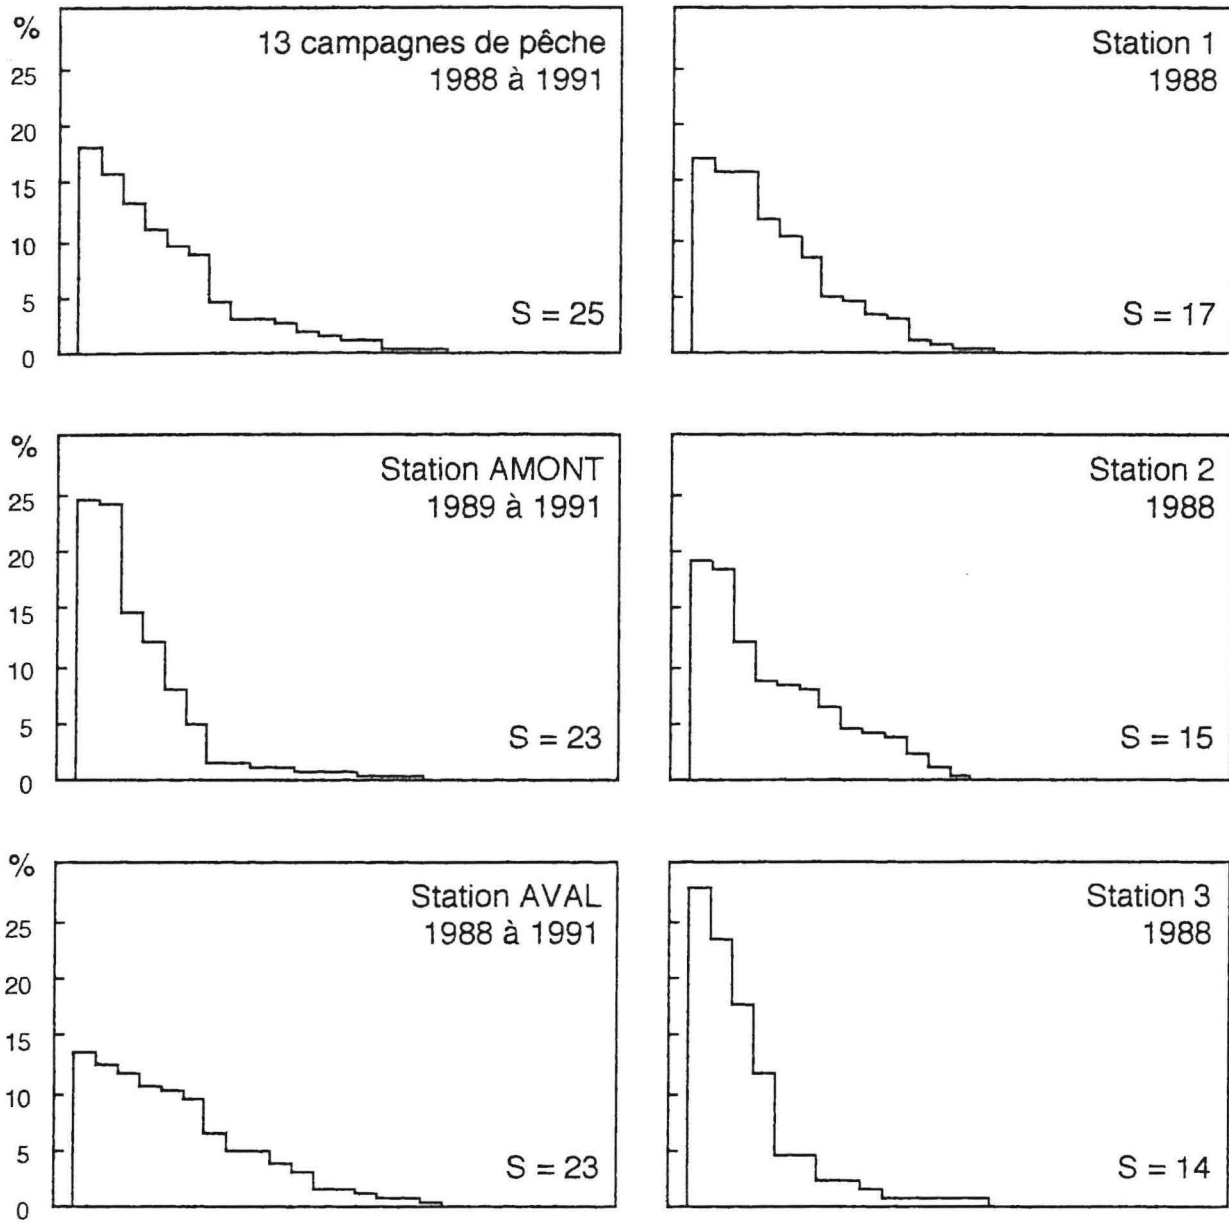 %
13 campagnes de pêche
1988 à 1991
25
20
15
10
5
0
S = 25
Station 1
1988
S = 17
%
Station AMONT
1989 à 1991
25
20
15
10
5
0
S = 23
Station 2
1988
S = 15
%
Station AVAL
1988 à 1991
25
20
15
10
5
0
S = 23
Station 3
1988
S = 14